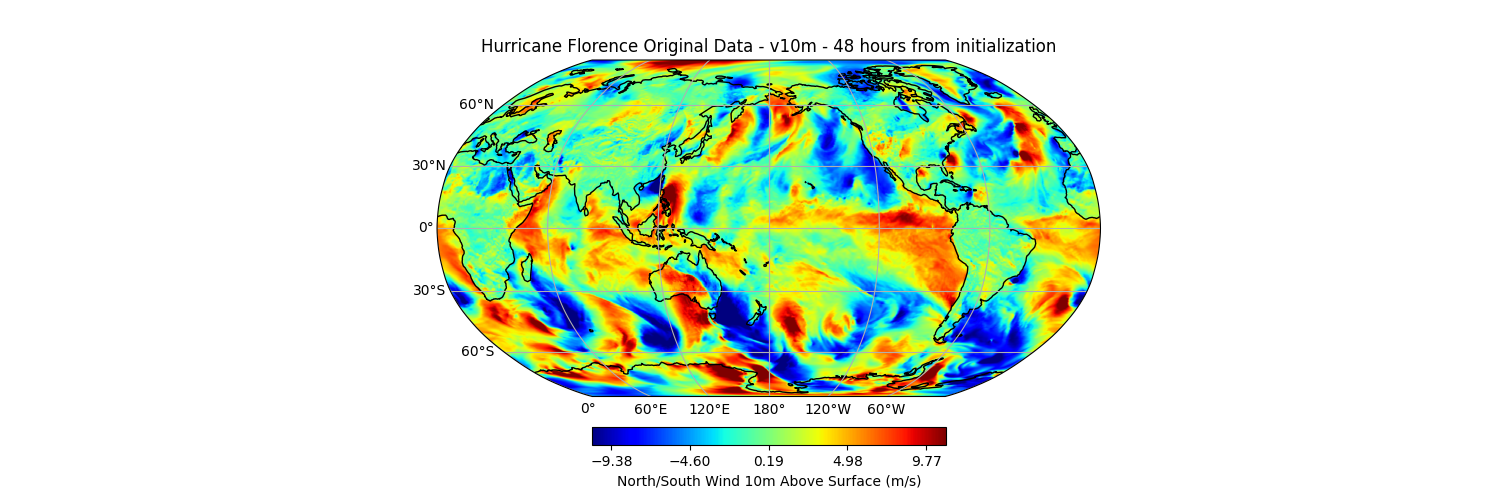 Hurricane Florence Original Data - v10m - 48 hours from initialization
60°N
30°N
0°
30°S
60°S
0° 60°E 120°E 180° 120°W 60°W
−9.38 −4.60 0.19 4.98 9.77
North/South Wind 10m Above Surface (m/s)